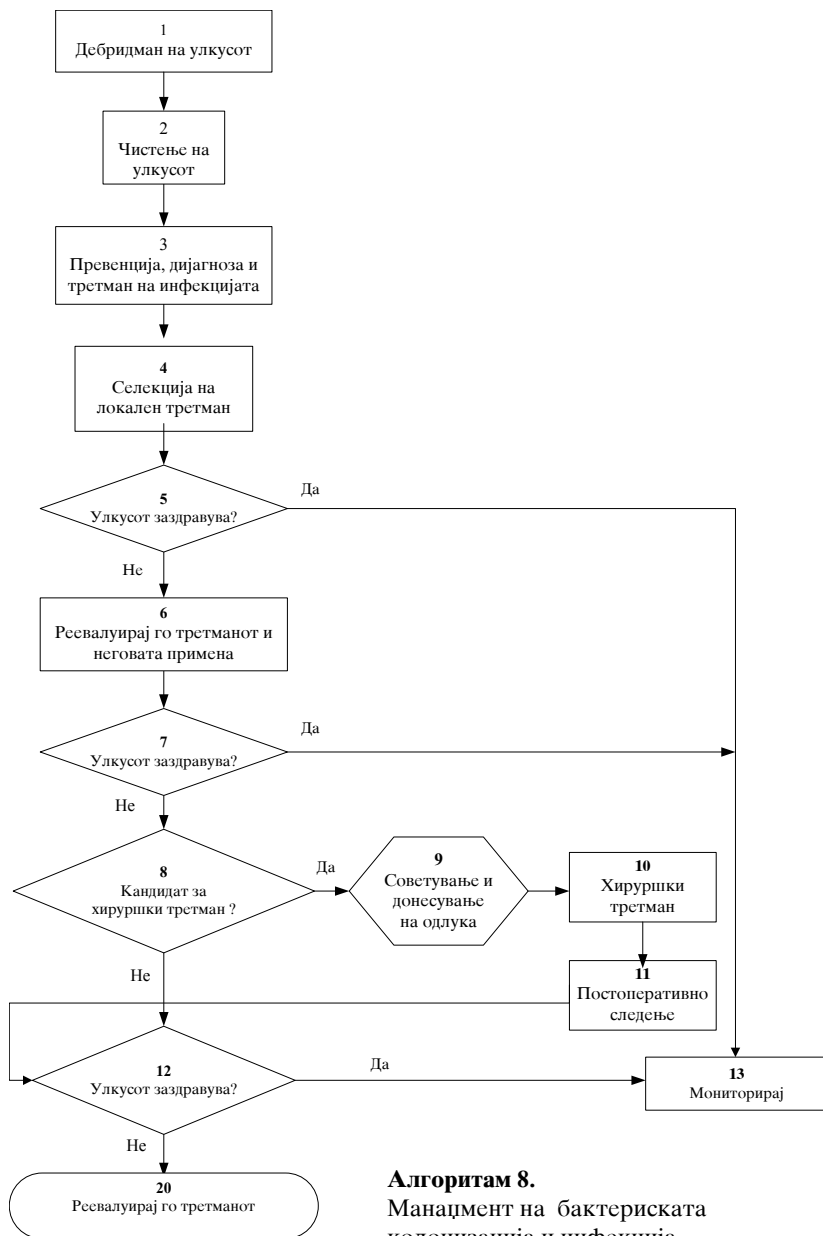 1
Дебридман на улкусот
2
Чистење на
улкусот
3
Превенција, дијагноза и
третман на инфекцијата
4
Селекција на
локален третман
5
Улкусот заздравува?
Да
Не
6
Реевалуирај го третманот и
неговата примена
7
Улкусот заздравува?
Да
Не
8
Кандидат за
хируршки третман ?
Да
Не
9
Советување и
донесување
на одлука
10
Хируршки
третман
11
Постоперативно
следење
12
Улкусот заздравува?
Да
Не
13
Мониторирај
20
Реевалуирај го третманот
Алгоритам 8.
Манаџмент на бактериската
колонизација и инфекција